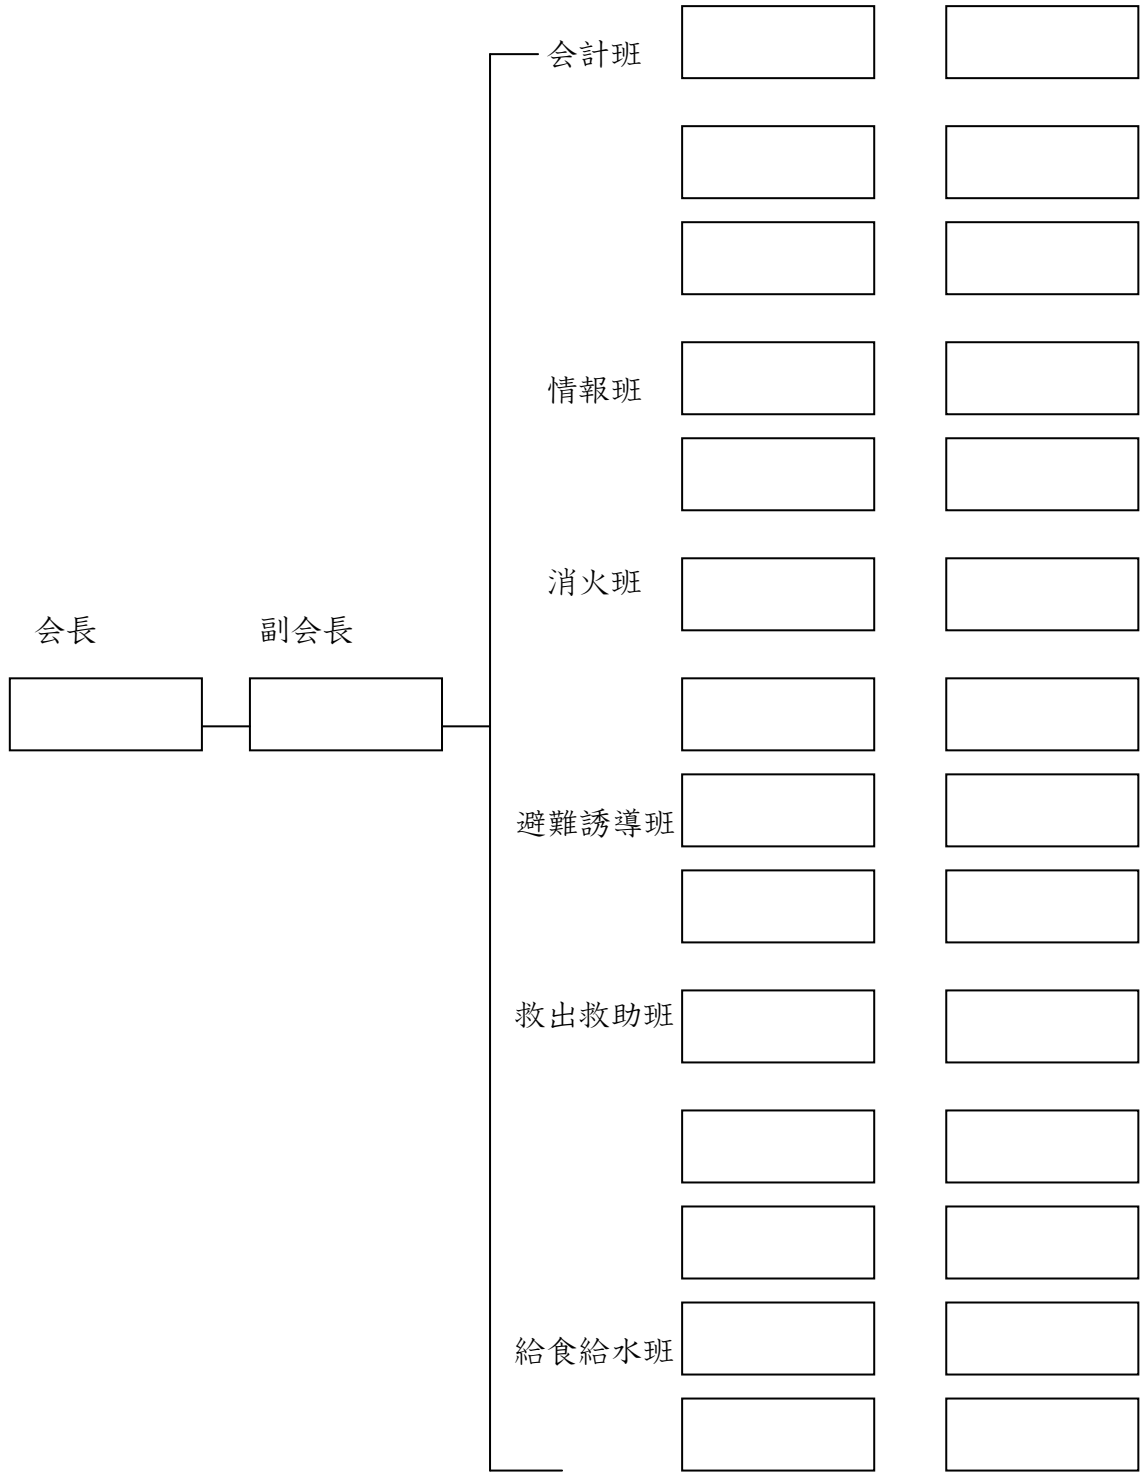 会計班
情報班
消火班
会長
副会長
避難誘導班
救出救助班
給食給水班